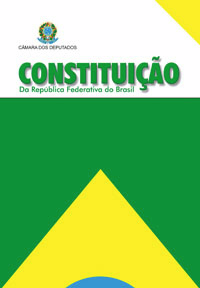 CÂMARA DOS DEPUTADOS
CONSTITUIÇÃO
Da República Federativa do Brasil